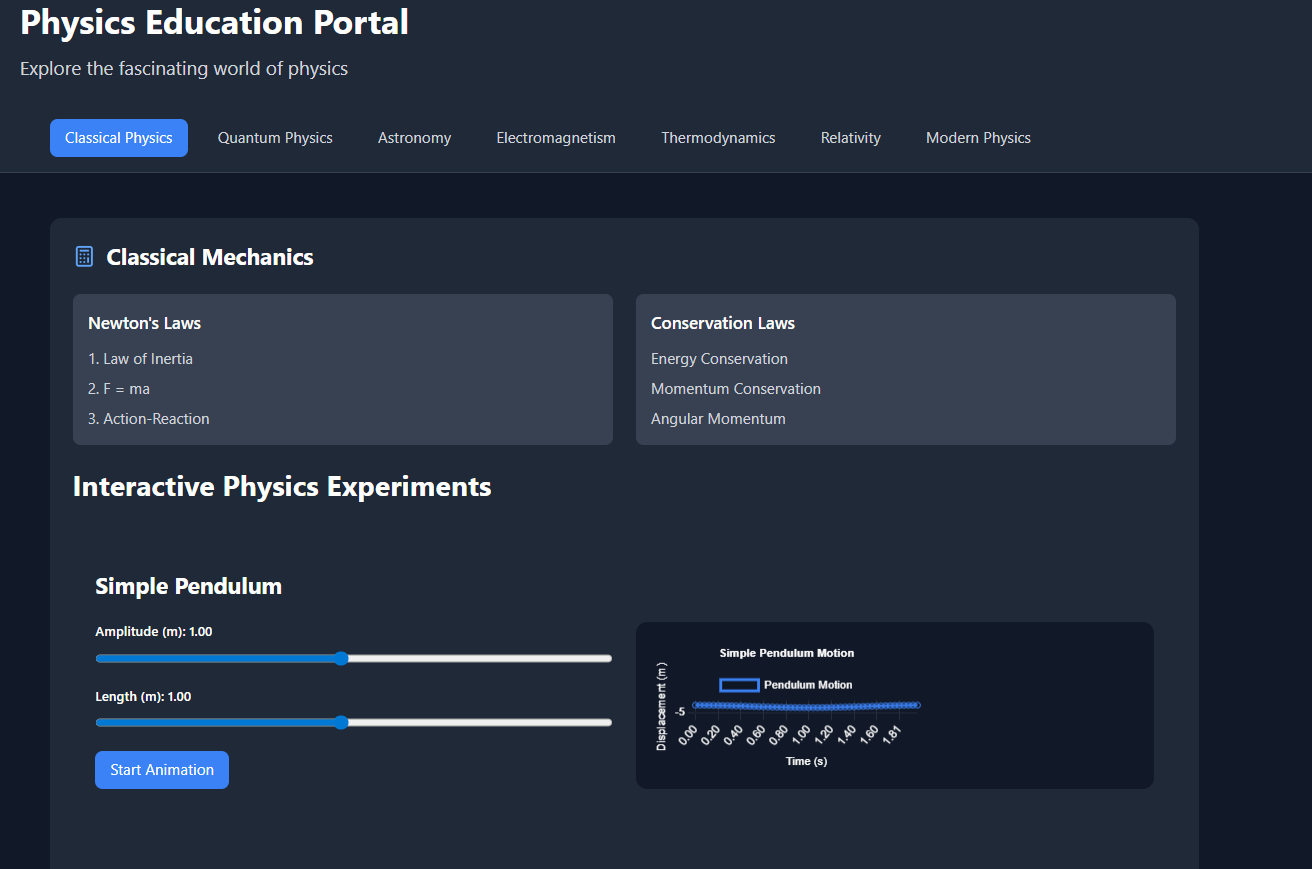 Physics Education Portal
Explore the fascinating world of physics
Classical Physics Quantum Physics Astronomy Electromagnetism Thermodynamics Relativity Modern Physics
Classical Mechanics
Newton's Laws
1. Law of Inertia
2. F = ma
3. Action-Reaction
Conservation Laws
Energy Conservation
Momentum Conservation
Angular Momentum
Interactive Physics Experiments
Simple Pendulum
Amplitude (m): 1.00
Length (m): 1.00
Start Animation
Simple Pendulum Motion
Pendulum Motion
Displacement (m)
-5
0.00 0.20 0.40 0.60 0.80 1.00 1.20 1.40 1.60 1.81
Time (s)